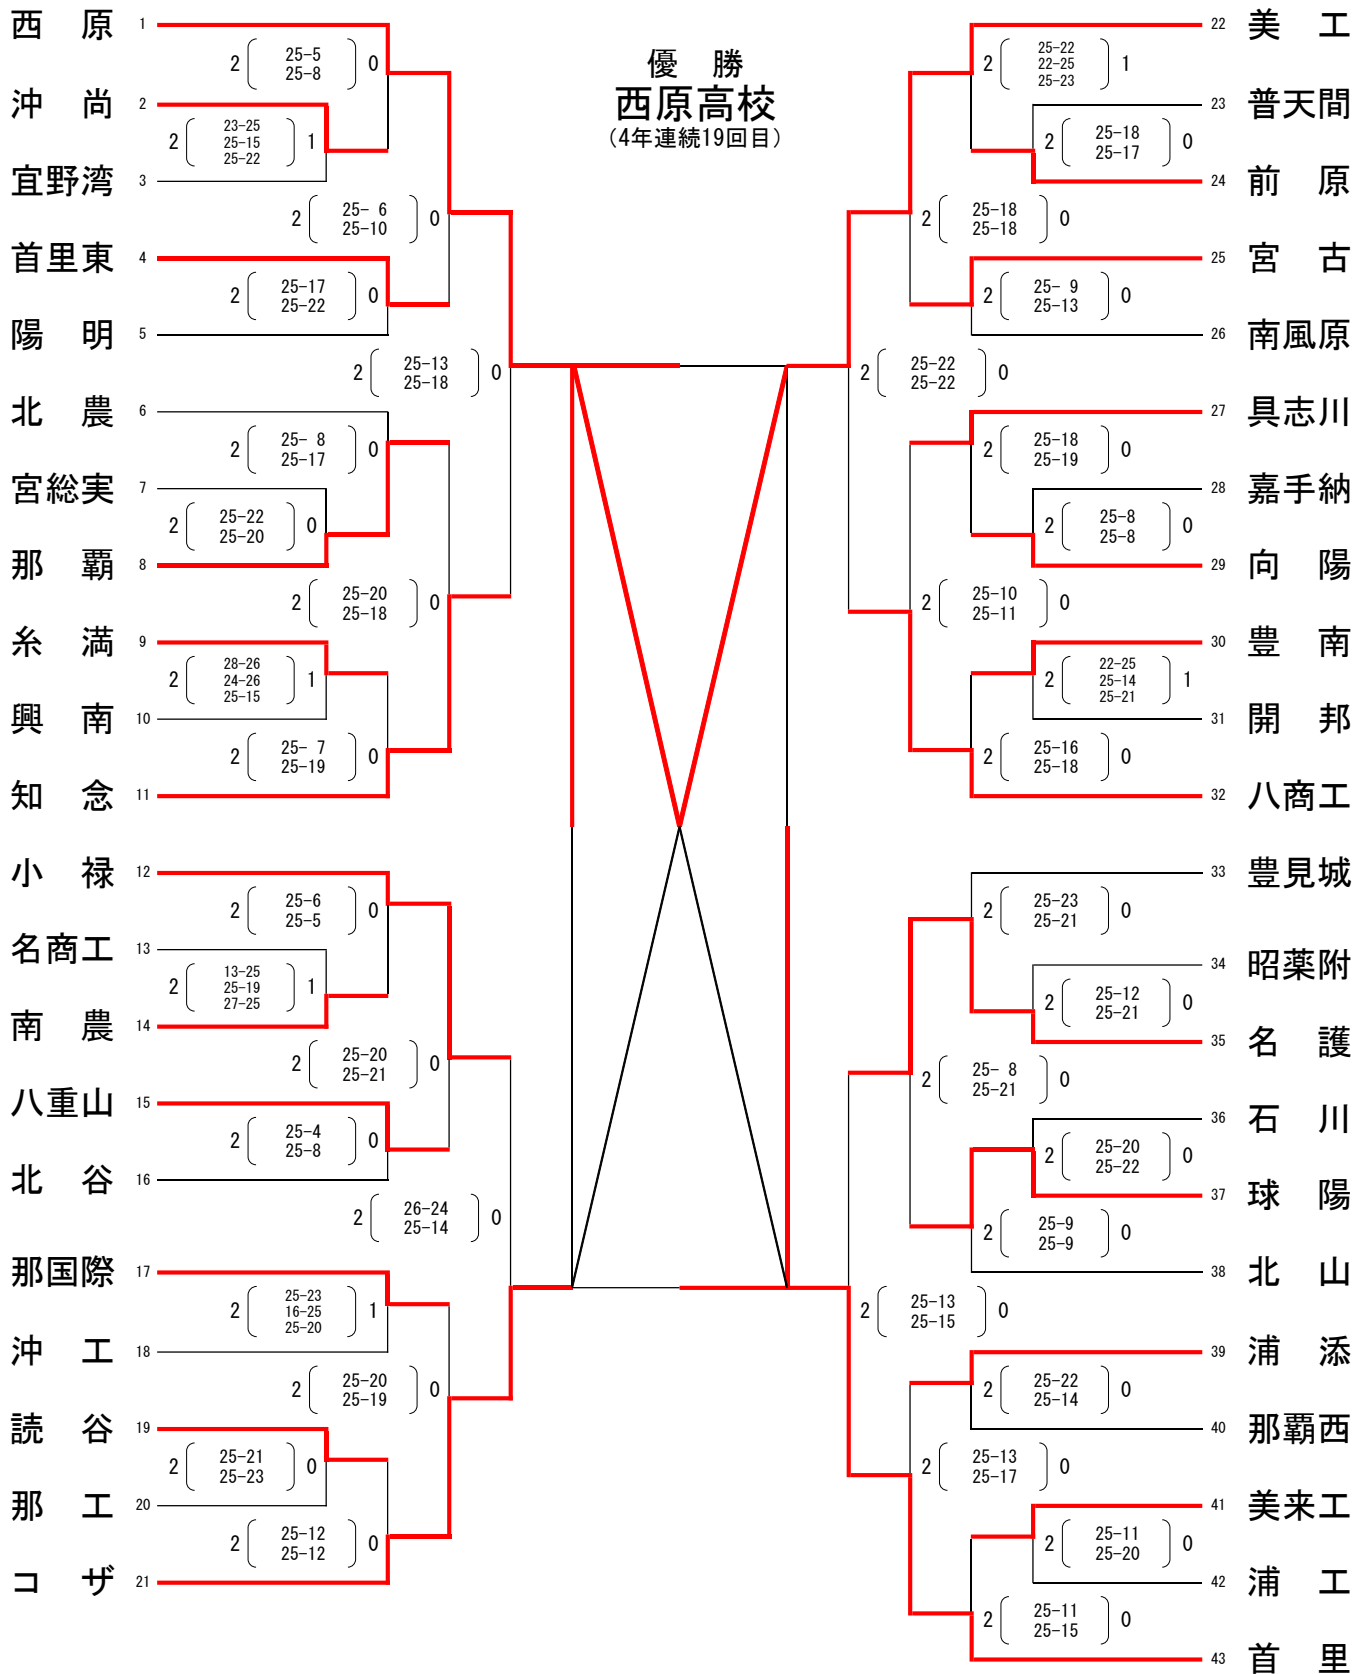 優　勝
西原高校
（4年連続19回目）
西　原 1
2 25-5 0
25-8
沖　尚 2
23-25
2 25-15 1
25-22
宜野湾 3
2 25- 6 0
25-10
首里東 4
2 25-17 0
25-22
陽　明 5
2 25-13 0
25-18
北　農 6
2 25- 8 0
25-17
宮総実 7
2 25-22 0
25-20
那　覇 8
2 25-20 0
25-18
糸　満 9
28-26
2 24-26 1
25-15
興　南 10
2 25- 7 0
25-19
知　念 11
小　禄 12
2 25-6 0
25-5
名商工 13
13-25
2 25-19 1
27-25
南　農 14
2 25-20 0
25-21
八重山 15
2 25-4 0
25-8
北　谷 16
2 26-24 0
25-14
那国際 17
25-23
2 16-25 1
25-20
沖　工 18
2 25-20 0
25-19
読　谷 19
2 25-21 0
25-23
那　工 20
2 25-12 0
25-12
コ　ザ 21
22 美　工
25-22
2 22-25 1
25-23
23 普天間
2 25-18 0
25-17
24 前　原
2 25-18 0
25-18
25 宮　古
2 25- 9 0
25-13
26 南風原
2 25-22 0
25-22
27 具志川
2 25-18 0
25-19
28 嘉手納
2 25-8 0
25-8
29 向　陽
2 25-10 0
25-11
30 豊　南
22-25
2 25-14 1
25-21
31 開　邦
2 25-16 0
25-18
32 八商工
33 豊見城
2 25-23 0
25-21
34 昭薬附
2 25-12 0
25-21
35 名　護
2 25- 8 0
25-21
36 石　川
2 25-20 0
25-22
37 球　陽
2 25-9 0
25-9
38 北　山
2 25-13 0
25-15
39 浦　添
2 25-22 0
25-14
40 那覇西
2 25-13 0
25-17
41 美来工
2 25-11 0
25-20
42 浦　工
2 25-11 0
25-15
43 首　里